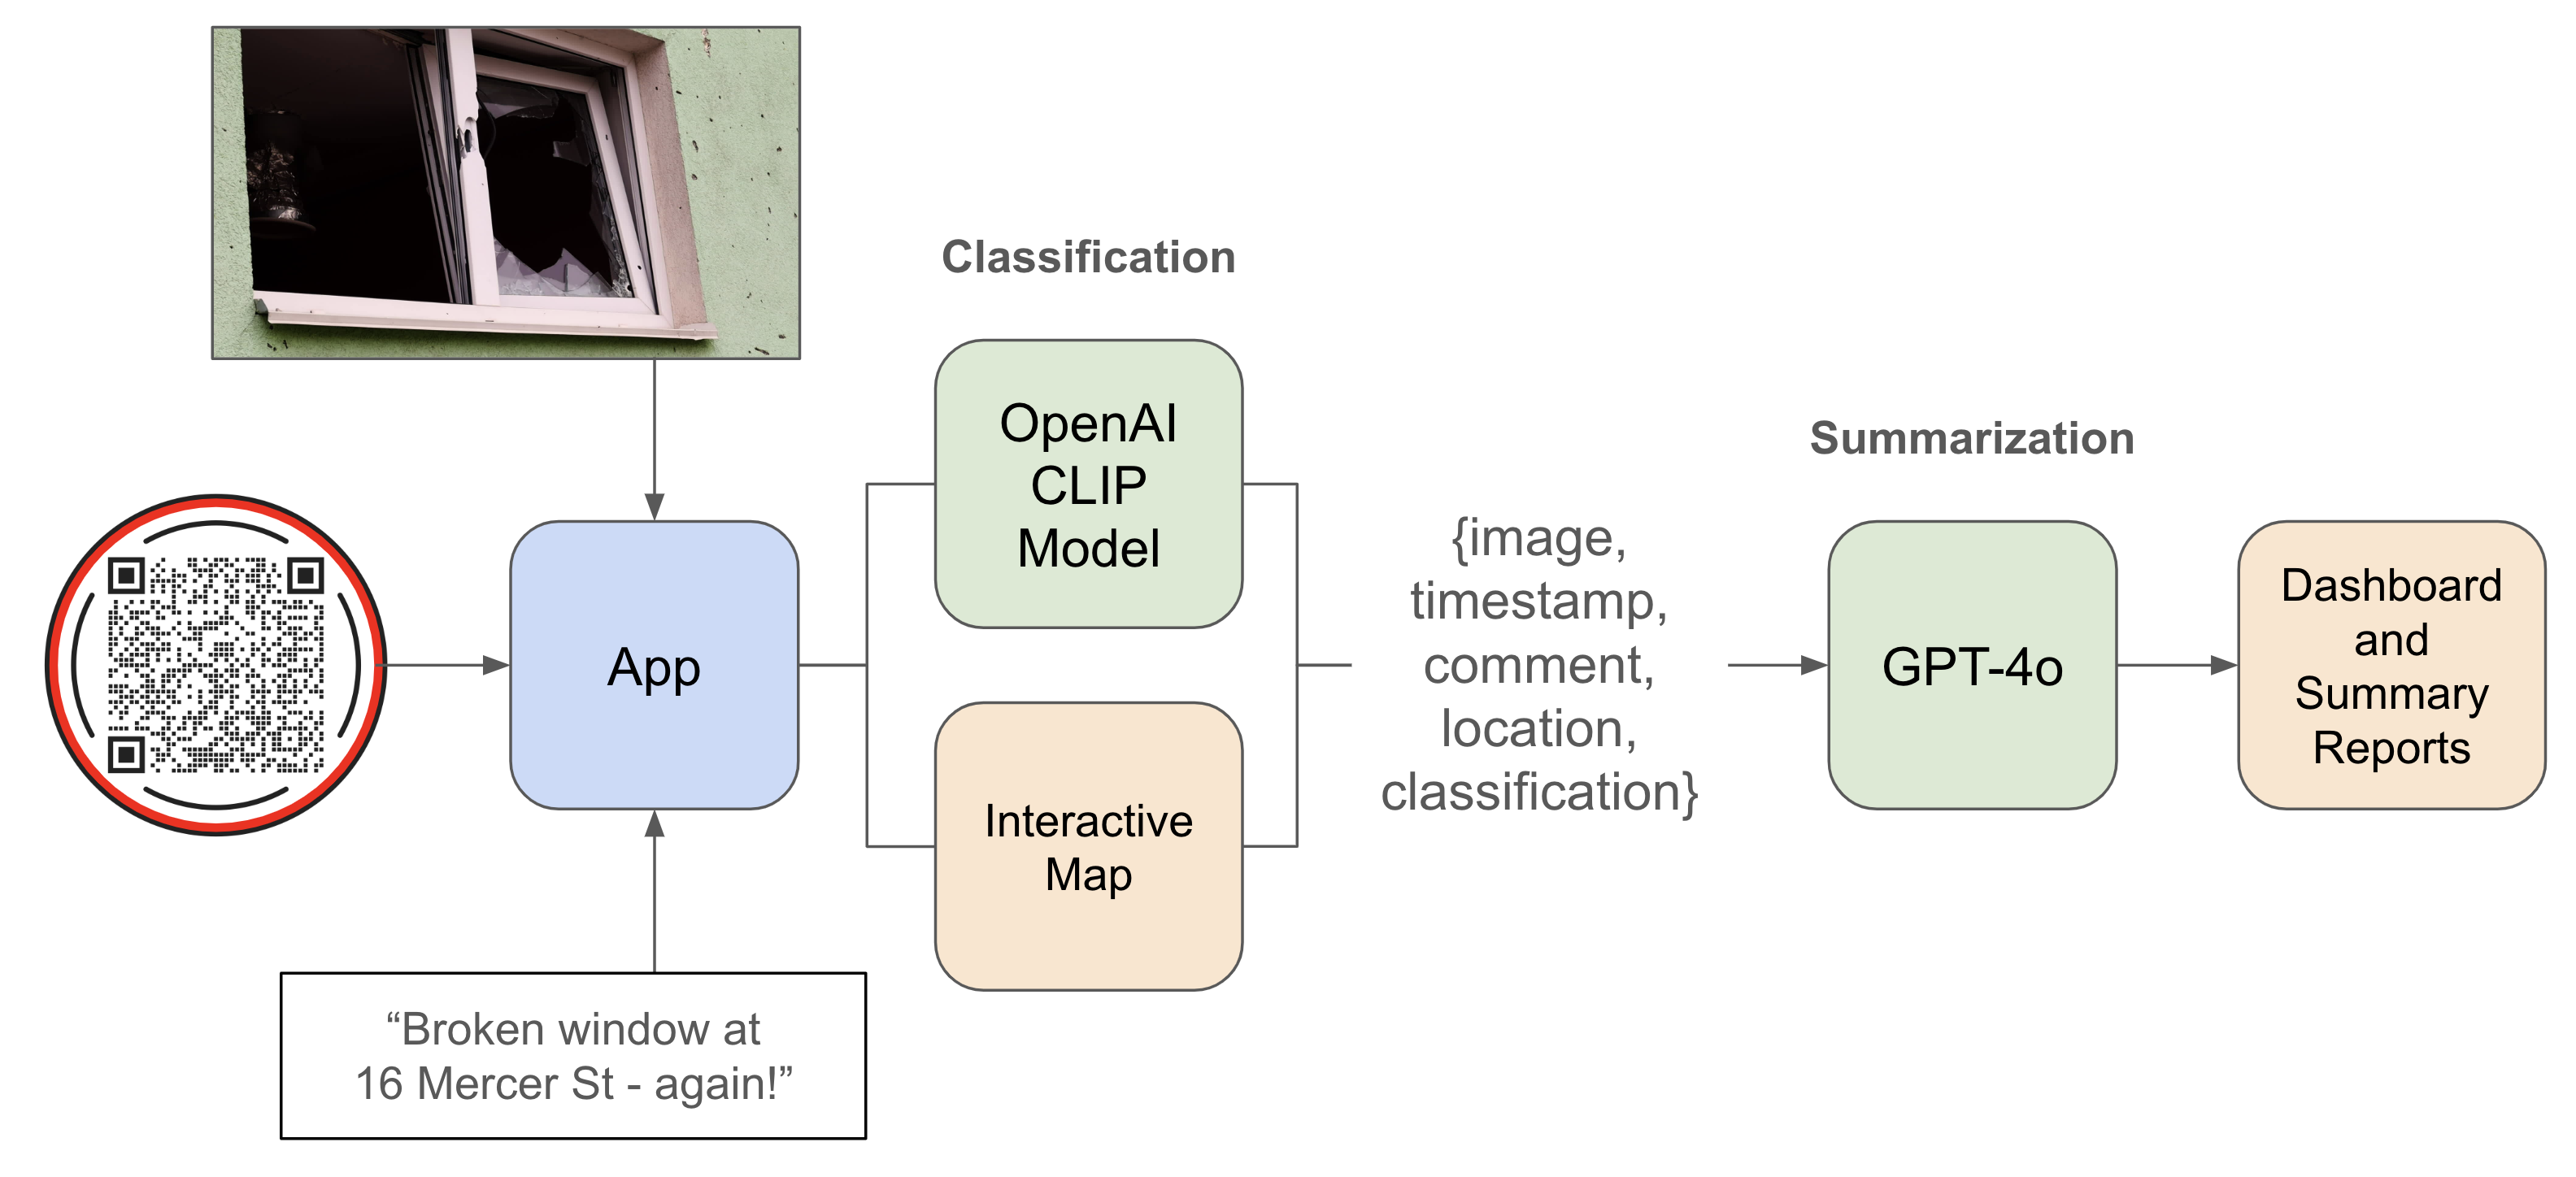 Classification
OpenAI
CLIP
Model
Summarization
{image,
timestamp,
comment,
location,
classification}
App
GPT-4o
Dashboard
and
Summary
Reports
Interactive
Map
“Broken window at
16 Mercer St - again!”